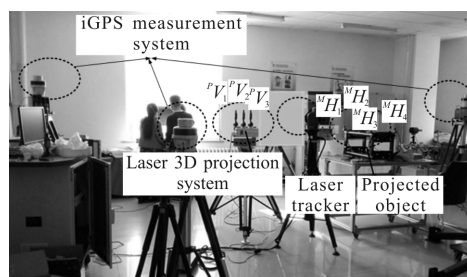 iGPS measurement
system
ᴾV₁ ᴾV₂ ᴾV₃
ᴹH₁ ᴹH₂
ᴹH₃ ᴹH₄
Laser 3D projection
system
Laser
tracker
Projected
object